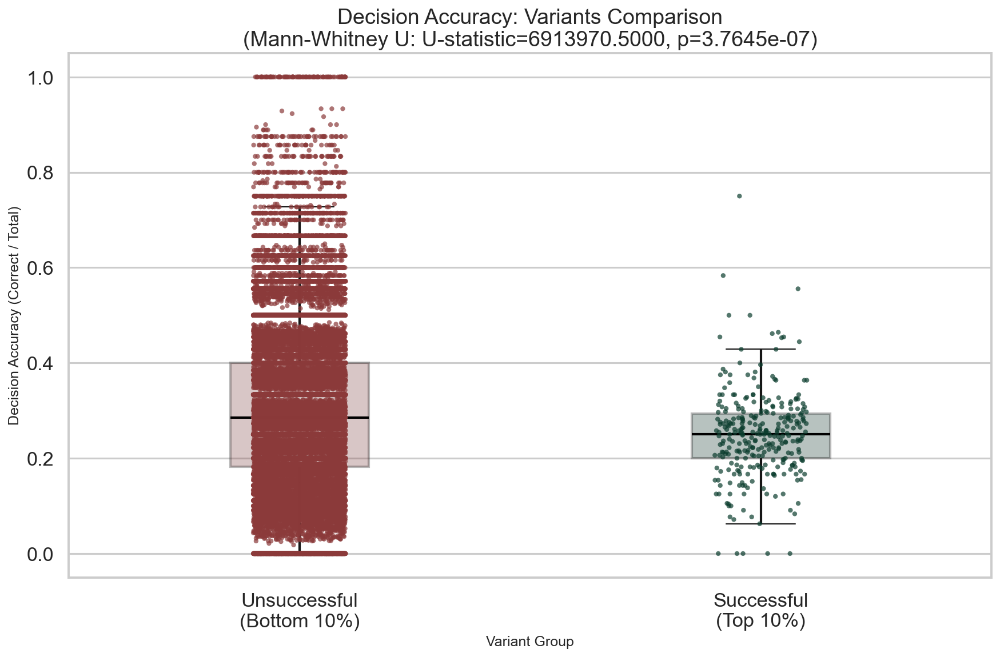 Decision Accuracy: Variants Comparison
(Mann-Whitney U: U-statistic=6913970.5000, p=3.7645e-07)
Decision Accuracy (Correct / Total)
1.0
0.8
0.6
0.4
0.2
0.0
Unsuccessful
(Bottom 10%)
Successful
(Top 10%)
Variant Group